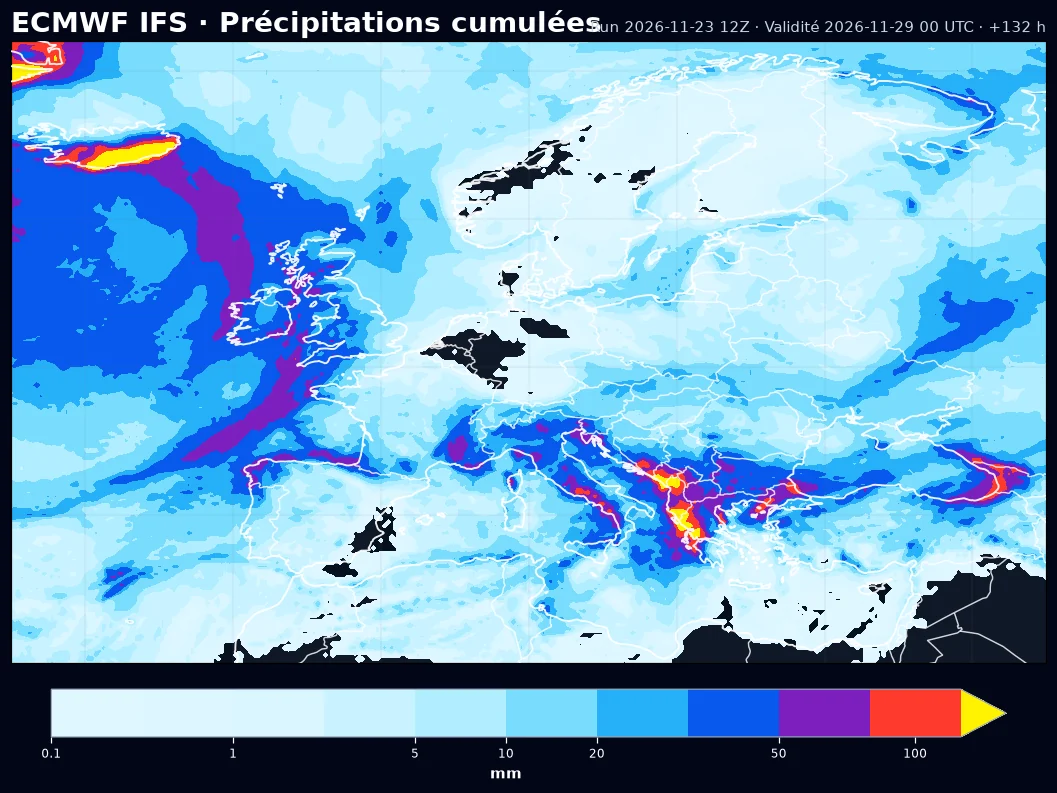 ECMWF IFS · Précipitations cumulées
Run 2026-11-23 12Z · Validité 2026-11-29 00 UTC · +132 h
0.1 1 5 10 20 50 100
mm